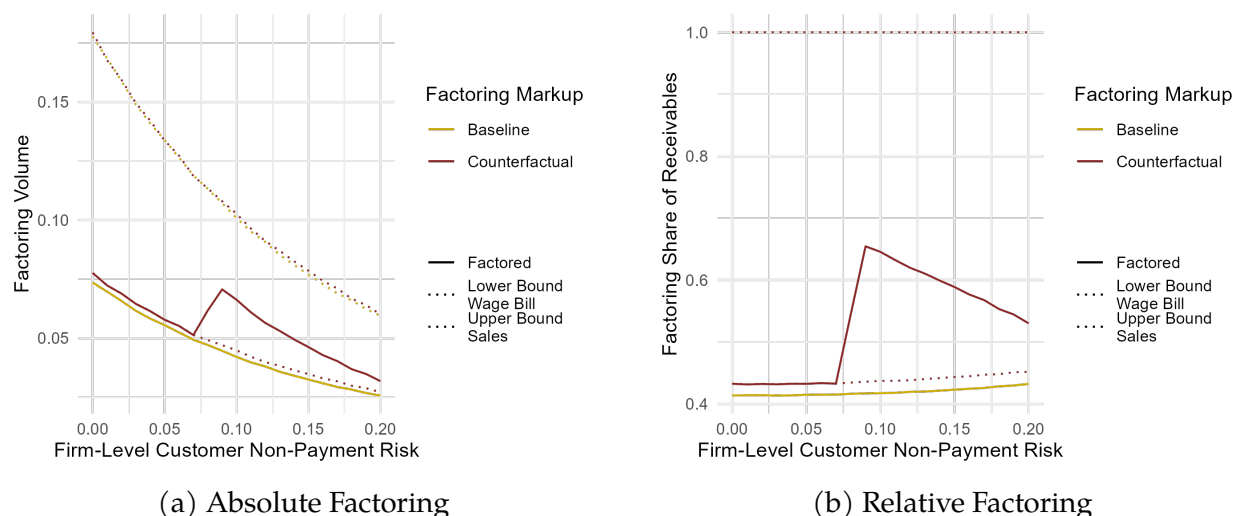 Factoring Volume
0.15
0.10
0.05
0.00 0.05 0.10 0.15 0.20
Firm-Level Customer Non-Payment Risk
Factoring Markup
Baseline
Counterfactual
Factored
Lower Bound
Wage Bill
Upper Bound
Sales
(a) Absolute Factoring
Factoring Share of Receivables
1.0
0.8
0.6
0.4
0.00 0.05 0.10 0.15 0.20
Firm-Level Customer Non-Payment Risk
Factoring Markup
Baseline
Counterfactual
Factored
Lower Bound
Wage Bill
Upper Bound
Sales
(b) Relative Factoring